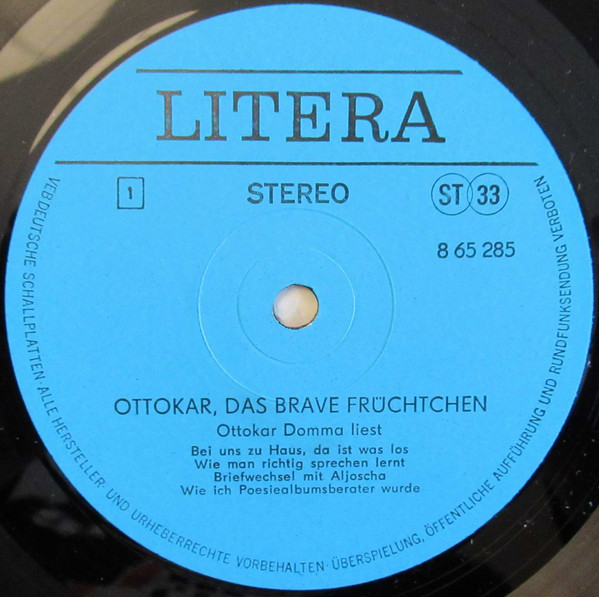 LITERA
1
STEREO
ST 33
8 65 285
OTTOKAR, DAS BRAVE FRÜCHTCHEN
Ottokar Domma liest
Bei uns zu Haus, da ist was los
Wie man richtig sprechen lernt
Briefwechsel mit Aljoscha
Wie ich Poesiealbumsberater wurde
VEB DEUTSCHE SCHALLPLATTEN · ALLE HERSTELLER- UND URHEBERRECHTE VORBEHALTEN · ÜBERSPIELUNG, ÖFFENTLICHE AUFFÜHRUNG UND RUNDFUNKSENDUNG VERBOTEN